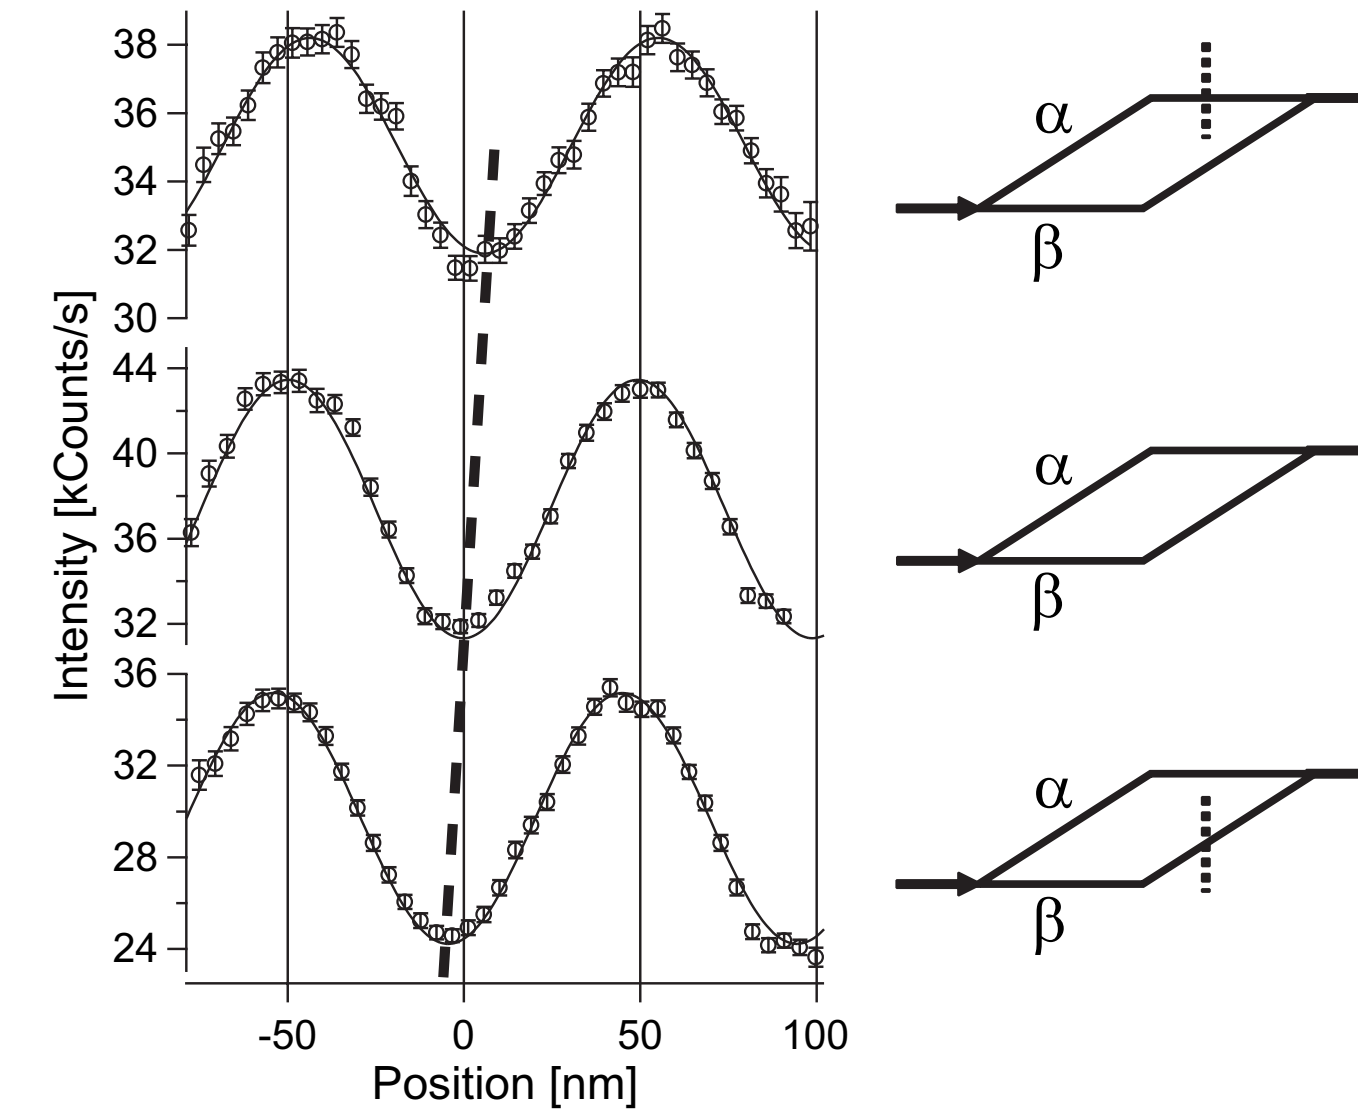 Intensity [kCounts/s]
38
36
34
32
30
44
40
36
32
36
32
28
24
-50 0 50 100
Position [nm]
α
β
α
β
α
β